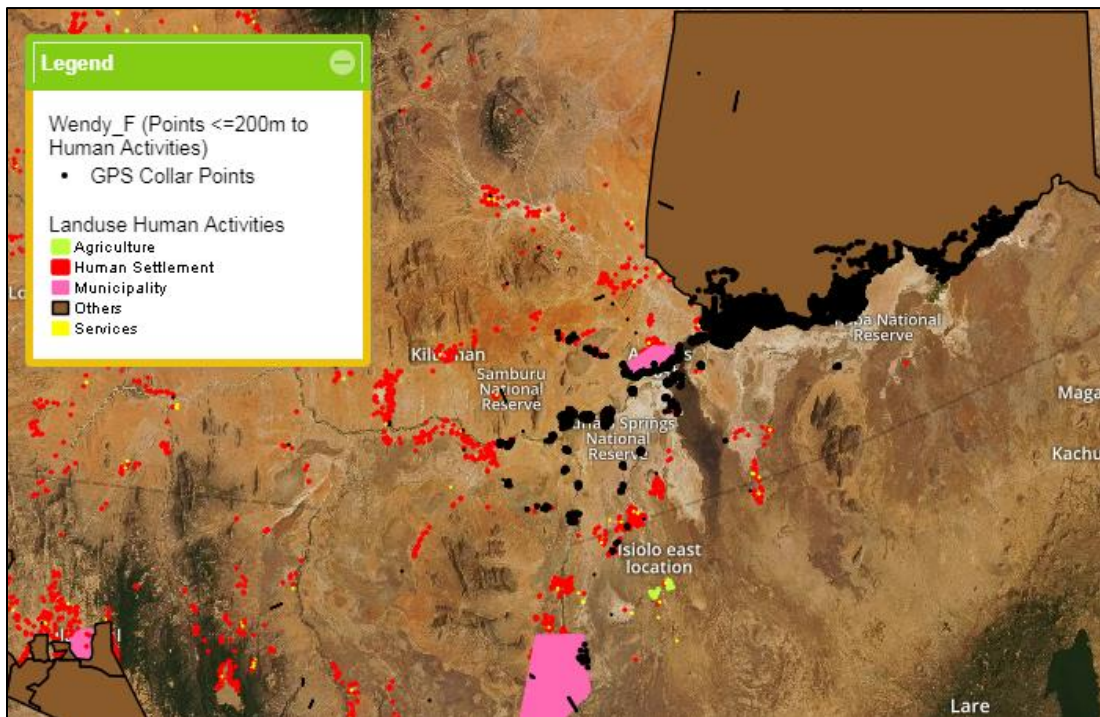 Legend
Wendy_F (Points <=200m to
Human Activities)
• GPS Collar Points
Landuse Human Activities
Agriculture
Human Settlement
Municipality
Others
Services
Samburu
National
Reserve
National
Reserve
Springs
National
Reserve
Maga
Kachu
Isiolo east
location
Lare